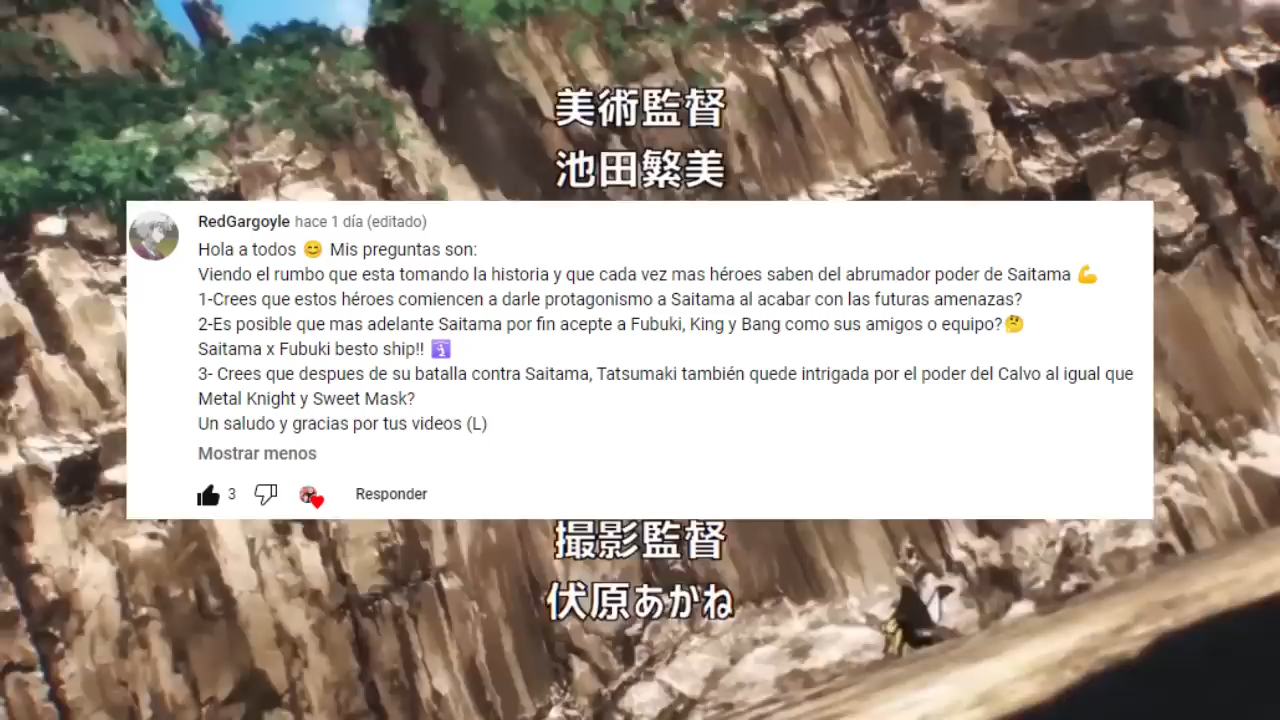 美術監督
池田繁美
RedGargoyle hace 1 día (editado)
Hola a todos 😊 Mis preguntas son:
Viendo el rumbo que esta tomando la historia y que cada vez mas héroes saben del abrumador poder de Saitama 💪
1-Crees que estos héroes comiencen a darle protagonismo a Saitama al acabar con las futuras amenazas?
2-Es posible que mas adelante Saitama por fin acepte a Fubuki, King y Bang como sus amigos o equipo?🤔
Saitama x Fubuki besto ship!! 🛐
3- Crees que despues de su batalla contra Saitama, Tatsumaki también quede intrigada por el poder del Calvo al igual que
Metal Knight y Sweet Mask?
Un saludo y gracias por tus videos (L)
Mostrar menos
3 Responder
撮影監督
伏原あかね